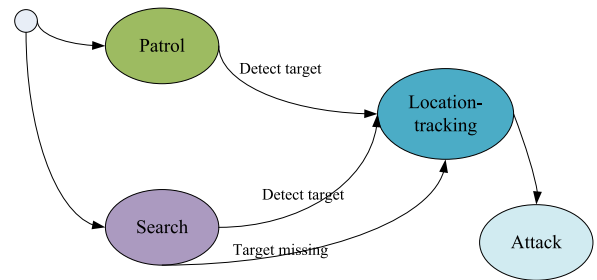 Patrol
Detect target
Location-
tracking
Detect target
Search
Target missing
Attack